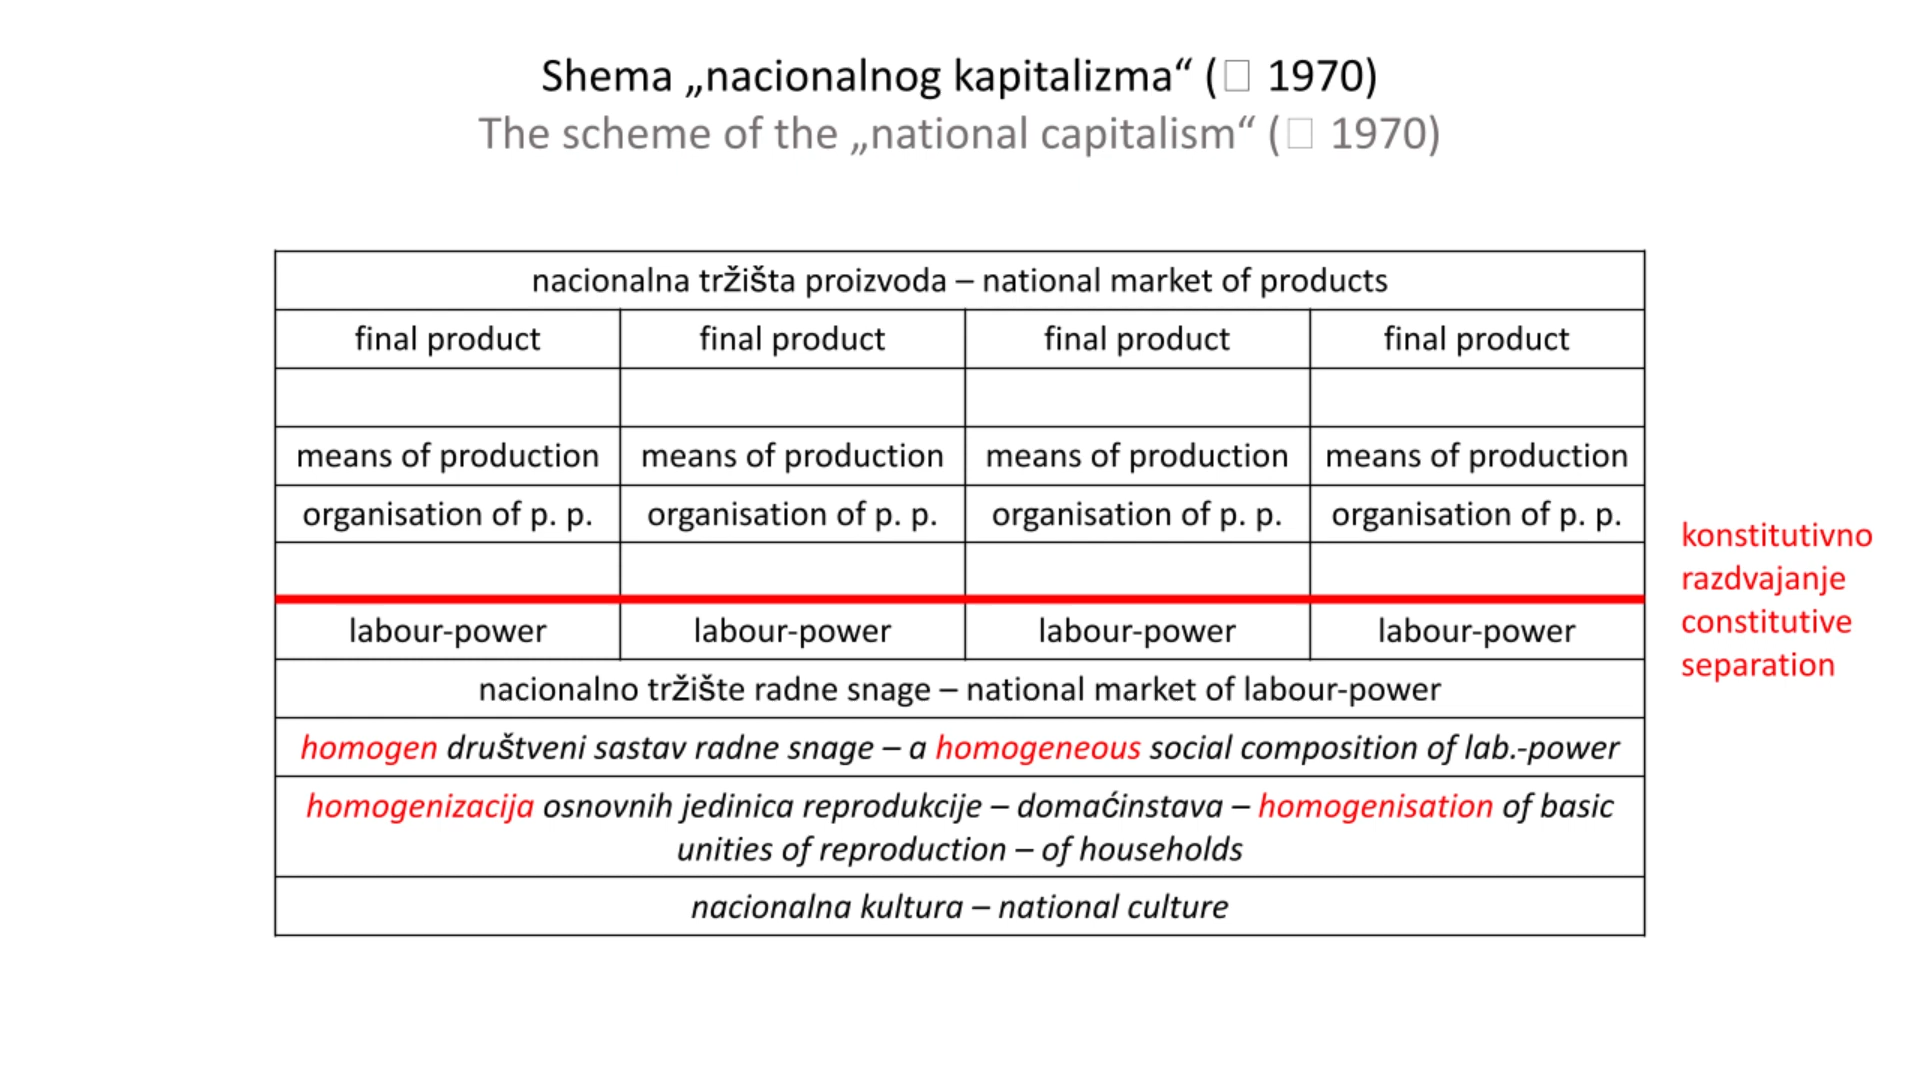 Shema „nacionalnog kapitalizma“ (□ 1970)
The scheme of the „national capitalism“ (□ 1970)
nacionalna tržišta proizvoda – national market of products
final product final product final product final product
means of production means of production means of production means of production
organisation of p. p. organisation of p. p. organisation of p. p. organisation of p. p.
konstitutivno
razdvajanje
constitutive
separation
labour-power labour-power labour-power labour-power
nacionalno tržište radne snage – national market of labour-power
homogen društveni sastav radne snage – a homogeneous social composition of lab.-power
homogenizacija osnovnih jedinica reprodukcije – domaćinstava – homogenisation of basic
unities of reproduction – of households
nacionalna kultura – national culture